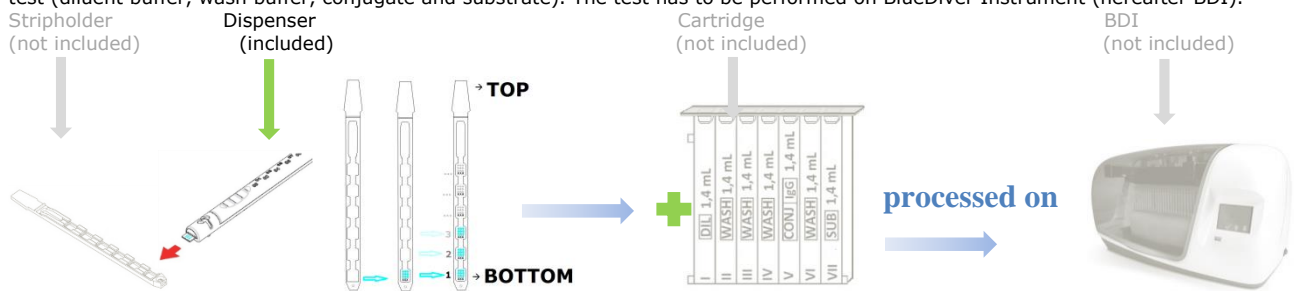 test (diluent buffer, wash buffer, conjugate and substrate). The test has to be performed on BlueDiver Instrument (hereafter BDI).
Stripholder
(not included)
Dispenser
(included)
Cartridge
(not included)
BDI
(not included)
TOP
3
2
1
BOTTOM
I DIL 1,4 mL
II WASH 1,4 mL
III WASH 1,4 mL
IV WASH 1,4 mL
V CONJ IgG 1,4 mL
VI WASH 1,4 mL
VII SUB 1,4 mL
processed on